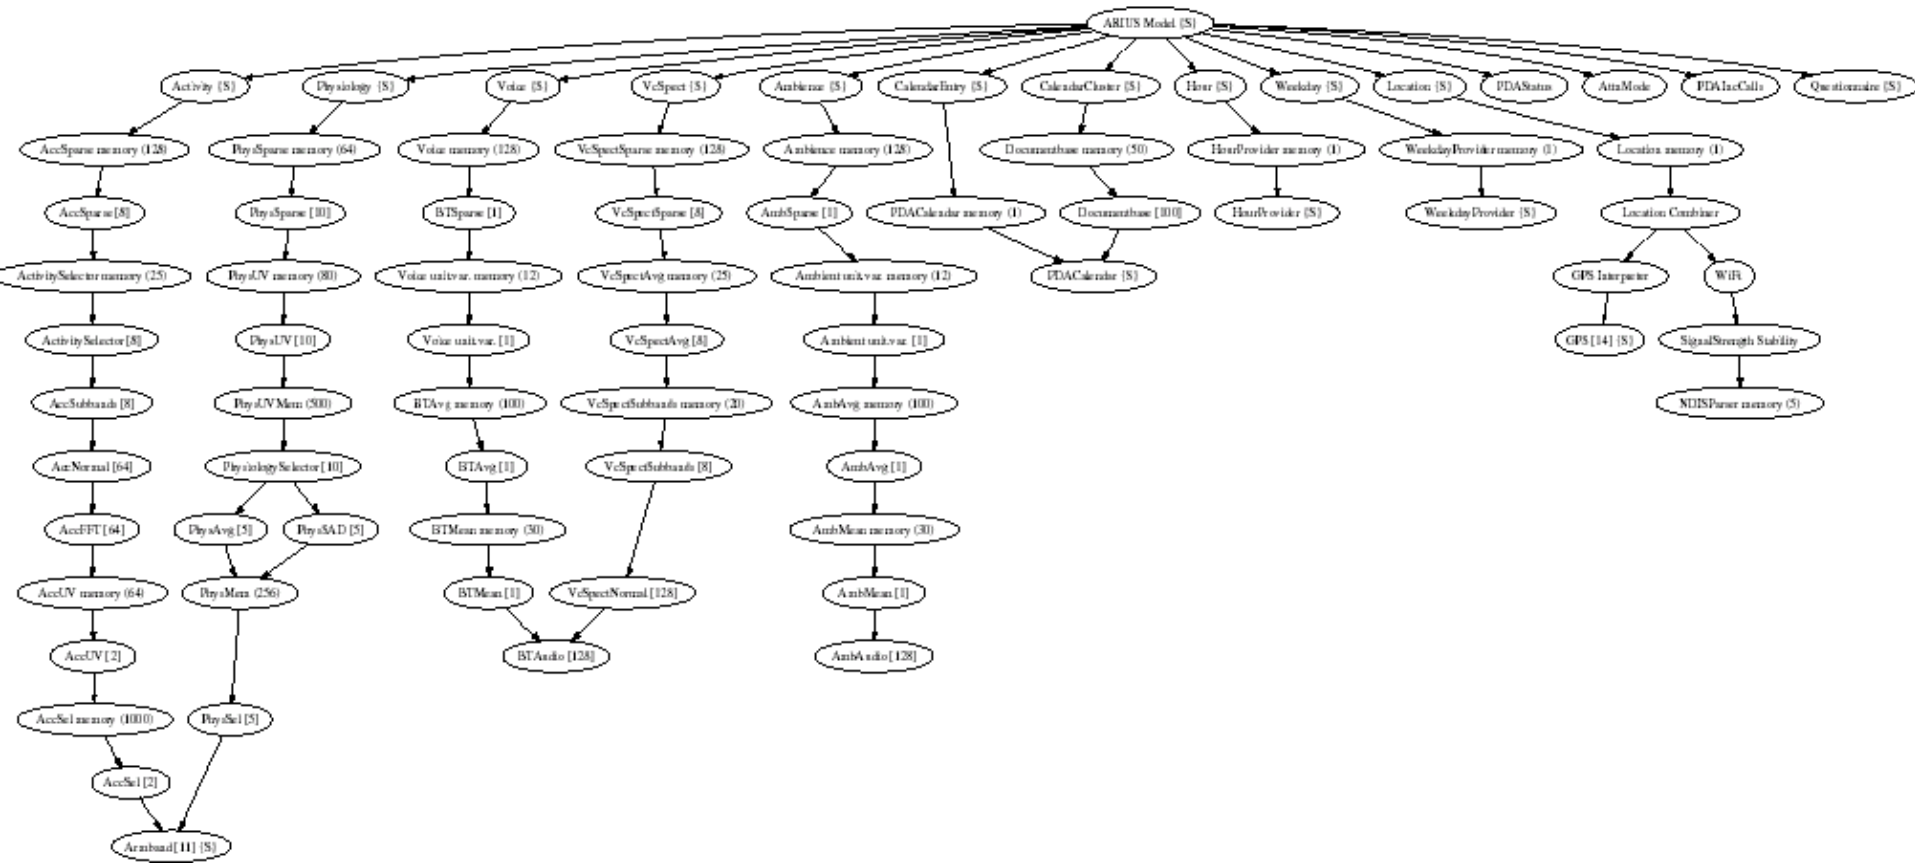 ARIUS Model {S}
Activity {S}
Physiology {S}
Voice {S}
VcSpect {S}
Ambience {S}
CalendarEntry {S}
CalendarCluster {S}
Hour {S}
Weekday {S}
Location {S}
PDAStatus
AttnMode
PDAIncCalls
Questionnaire {S}
AccSparse memory (128)
PhysSparse memory (64)
Voice memory (128)
VcSpectSparse memory (128)
Ambience memory (128)
Documentbase memory (50)
HourProvider memory (1)
WeekdayProvider memory (1)
Location memory (1)
AccSparse [8]
PhysSparse [10]
BTSparse [1]
VcSpectSparse [8]
AmbSparse [1]
PDACalendar memory (1)
Documentbase [100]
HourProvider {S}
WeekdayProvider {S}
Location Combiner
ActivitySelector memory (25)
PhysUV memory (80)
Voice unit.var. memory (12)
VcSpectAvg memory (25)
Ambient unit.var. memory (12)
PDACalendar {S}
GPS Interpreter
WiFi
ActivitySelector [8]
PhysUV [10]
Voice unit.var. [1]
VcSpectAvg [8]
Ambient unit.var. [1]
GPS [14] {S}
SignalStrength Stability
AccSubbands [8]
PhysUVMem (500)
BTAvg memory (100)
VcSpectSubbands memory (20)
AmbAvg memory (100)
NDISParser memory (5)
AccNormal [64]
PhysiologySelector [10]
BTAvg [1]
VcSpectSubbands [8]
AmbAvg [1]
AccFFT [64]
PhysAvg [5]
PhysSAD [5]
BTMean memory (30)
AmbMean memory (30)
AccUV memory (64)
PhysMem (256)
BTMean [1]
VcSpectNormal [128]
AmbMean [1]
AccUV [2]
BTAudio [128]
AmbAudio [128]
AccSel memory (1000)
PhysSel [5]
AccSel [2]
Armband [11] {S}